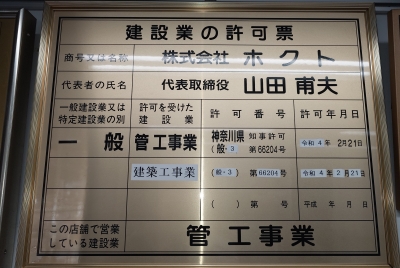 建設業の許可票
商号又は名称 株式会社 ホクト
代表者の氏名 代表取締役 山田 甫夫
一般建設業又は 許可を受けた 許可番号 許可年月日
特定建設業の別 建設業
一般 管工事業 神奈川県 知事許可 令和4年 2月21日
(般-3) 第66204号
建築工事業 (般-3) 第66204号 令和4年2月21日
( ) 第 号 平成 年 月 日
この店舗で営業 管工事業
している建設業